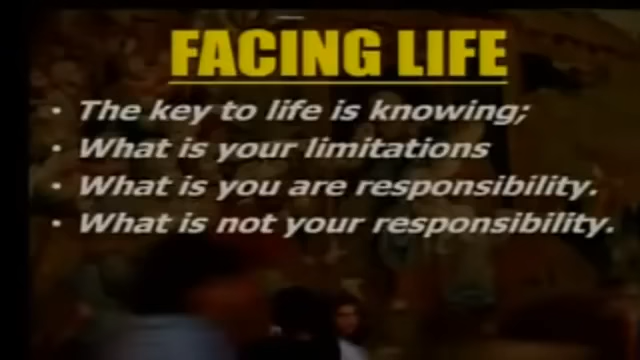 FACING LIFE
• The key to life is knowing;
• What is your limitations
• What is you are responsibility.
• What is not your responsibility.